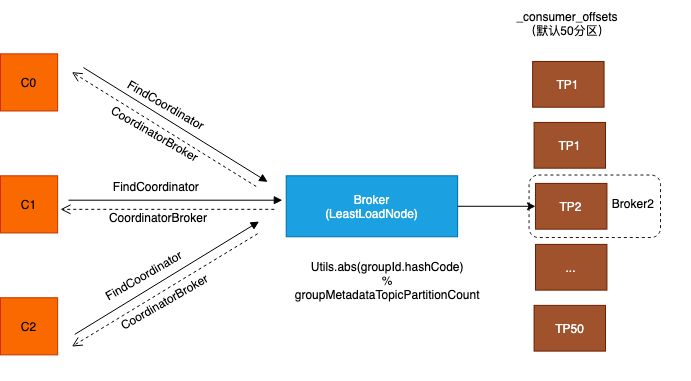 _consumer_offsets
(默认50分区)
C0
FindCoordinator
CoordinatorBroker
TP1
TP1
C1
FindCoordinator
CoordinatorBroker
Broker
(LeastLoadNode)
TP2
Broker2
Utils.abs(groupId.hashCode)
%
groupMetadataTopicPartitionCount
...
C2
FindCoordinator
CoordinatorBroker
TP50